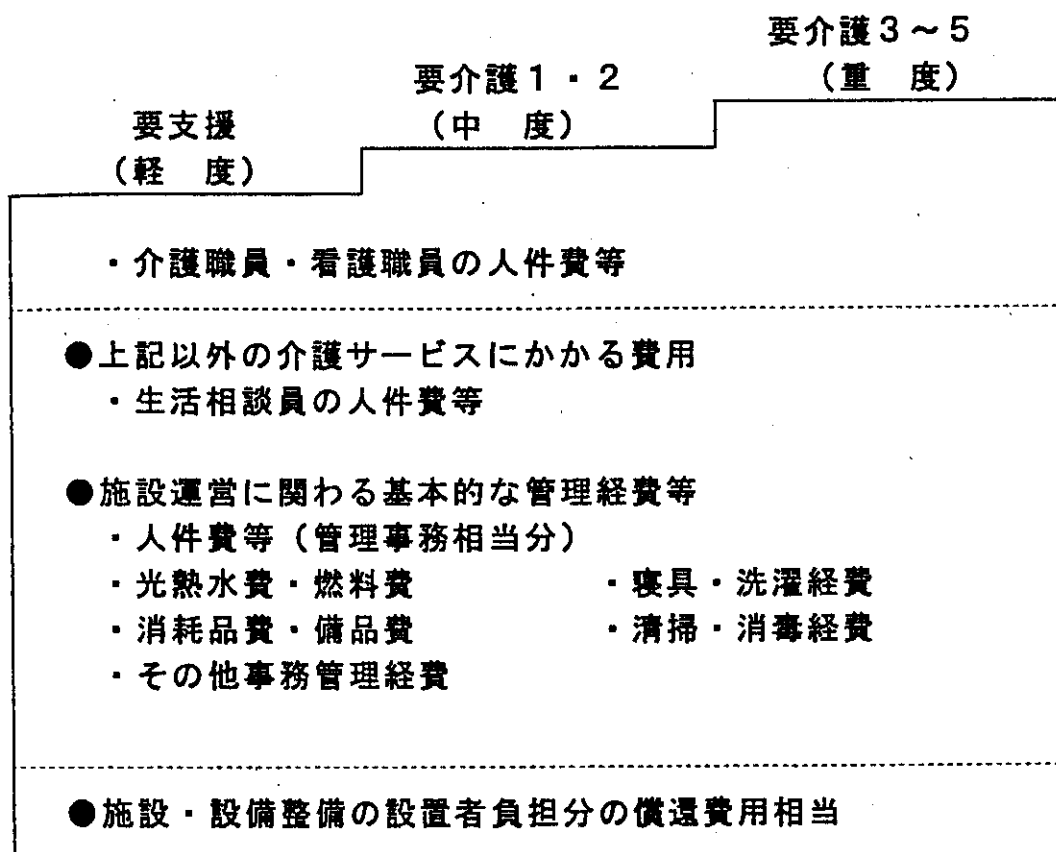 要支援
(軽　度)
要介護1・2
(中　度)
要介護3～5
(重　度)
・介護職員・看護職員の人件費等
●上記以外の介護サービスにかかる費用
・生活相談員の人件費等
●施設運営に関わる基本的な管理経費等
・人件費等(管理事務相当分)
・光熱水費・燃料費　・寝具・洗濯経費
・消耗品費・備品費　・清掃・消毒経費
・その他事務管理経費
●施設・設備整備の設置者負担分の償還費用相当